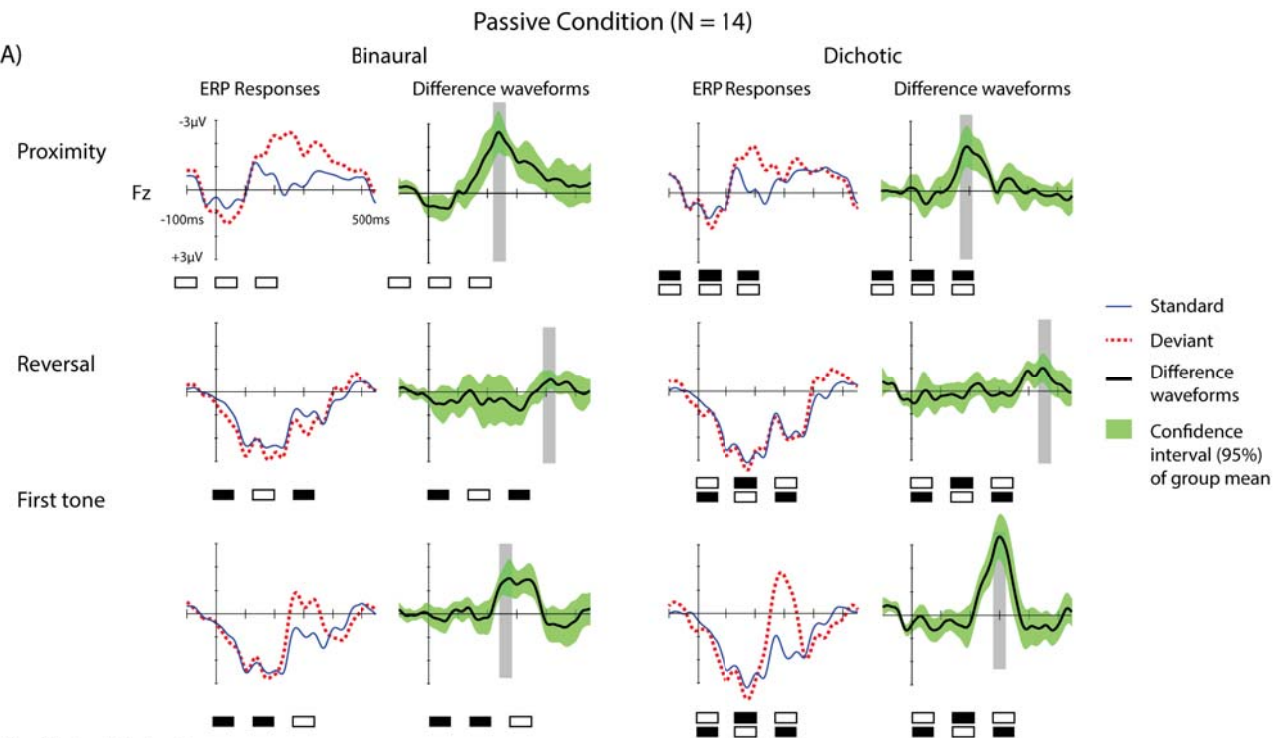 Passive Condition (N = 14)
A)
Binaural
Dichotic
ERP Responses
Difference waveforms
ERP Responses
Difference waveforms
Proximity
-3µV
Fz
-100ms
500ms
+3µV
Reversal
First tone
Standard
Deviant
Difference
waveforms
Confidence
interval (95%)
of group mean